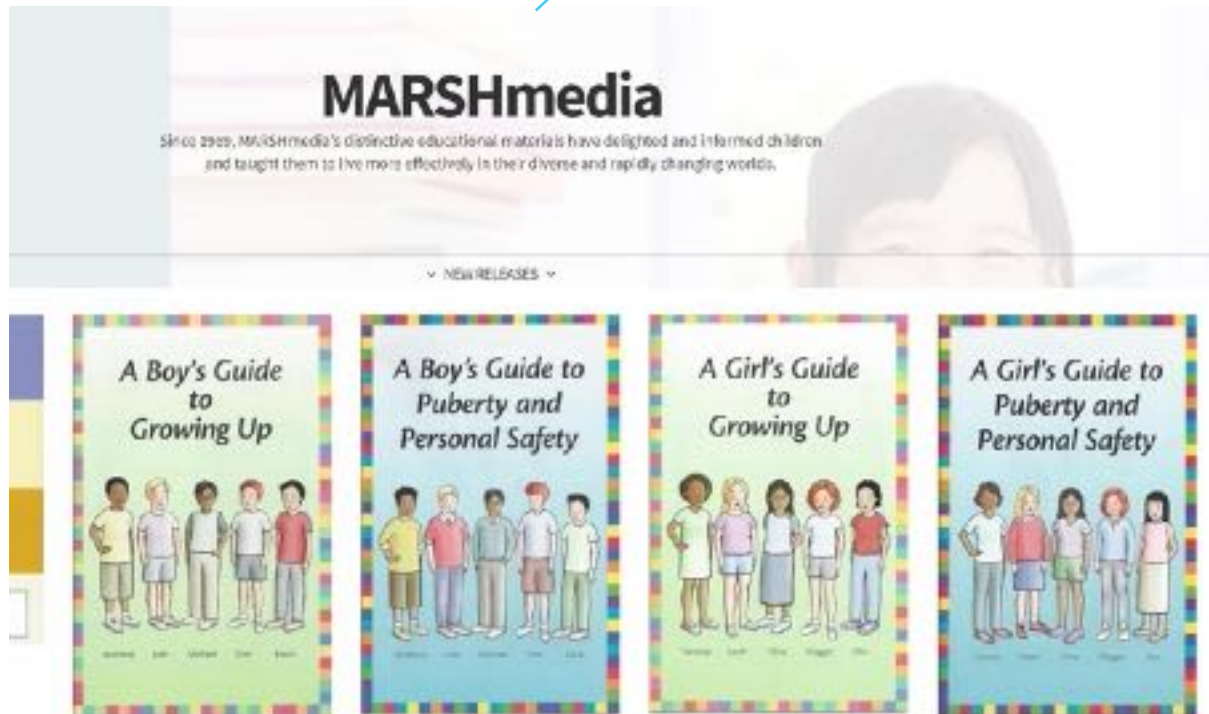 MARSHmedia
Since 1969, MARSHmedia's distinctive educational materials have delighted and informed children
and taught them to live more effectively in their diverse and rapidly changing worlds.
NEW RELEASES
A Boy's Guide
to
Growing Up
A Boy's Guide to
Puberty and
Personal Safety
A Girl's Guide
to
Growing Up
A Girl's Guide to
Puberty and
Personal Safety